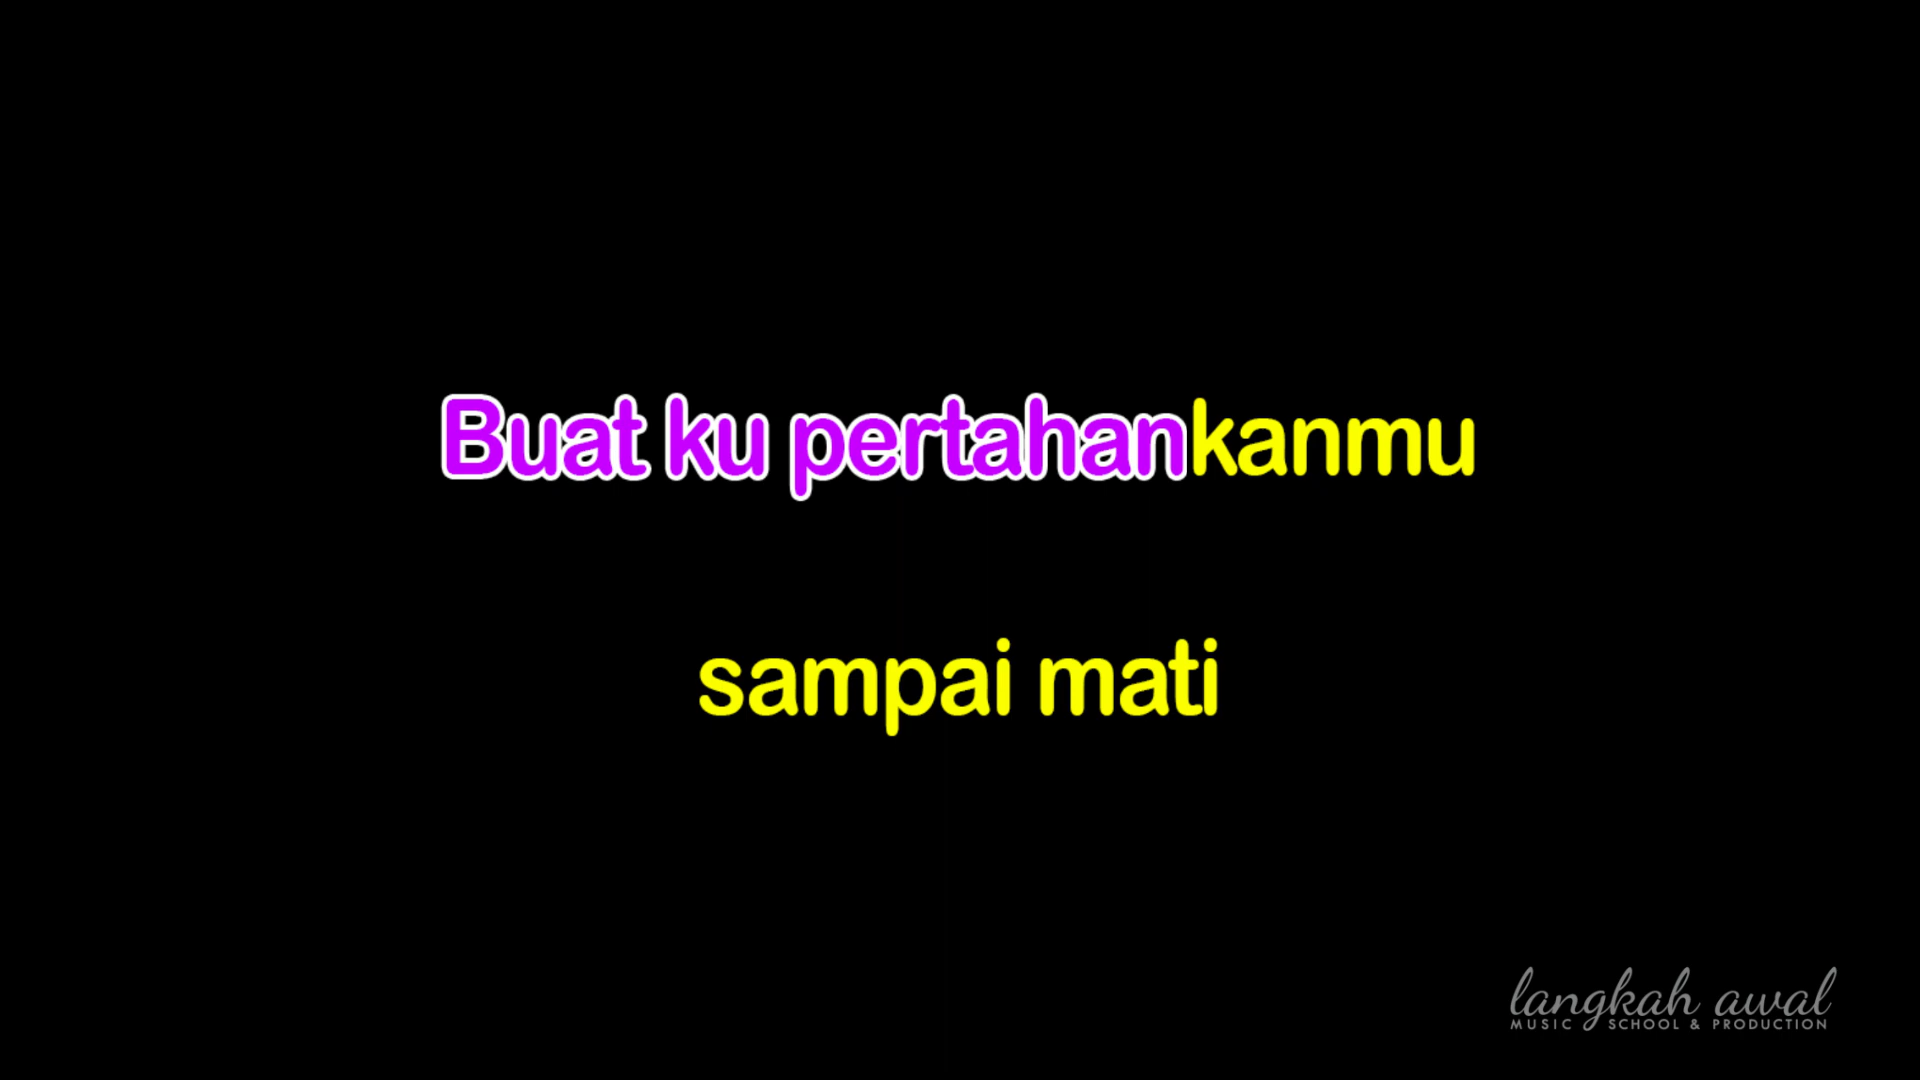 Buat ku pertahankanmu
sampai mati
langkah awal
MUSIC SCHOOL & PRODUCTION